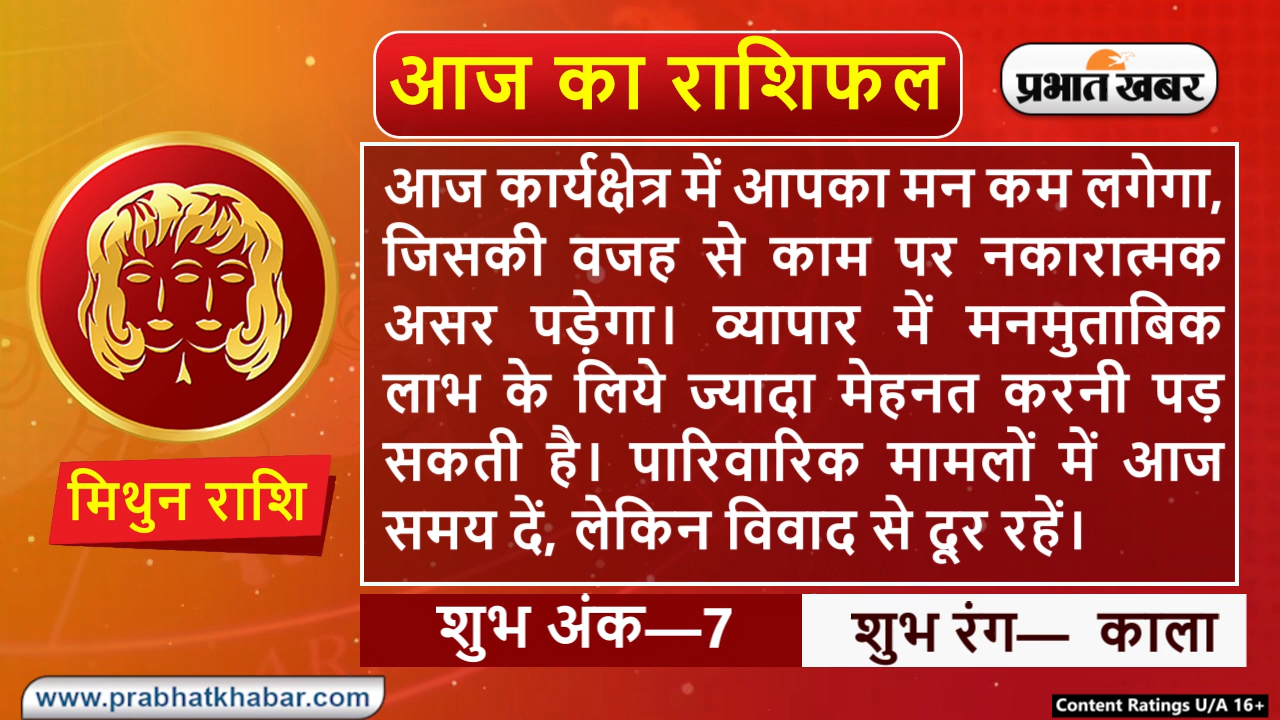 आज का राशिफल
प्रभात खबर
आज कार्यक्षेत्र में आपका मन कम लगेगा,
जिसकी वजह से काम पर नकारात्मक
असर पड़ेगा। व्यापार में मनमुताबिक
लाभ के लिये ज्यादा मेहनत करनी पड़
सकती है। पारिवारिक मामलों में आज
समय दें, लेकिन विवाद से दूर रहें।
मिथुन राशि
शुभ अंक—7
शुभ रंग— काला
www.prabhatkhabar.com
Content Ratings U/A 16+